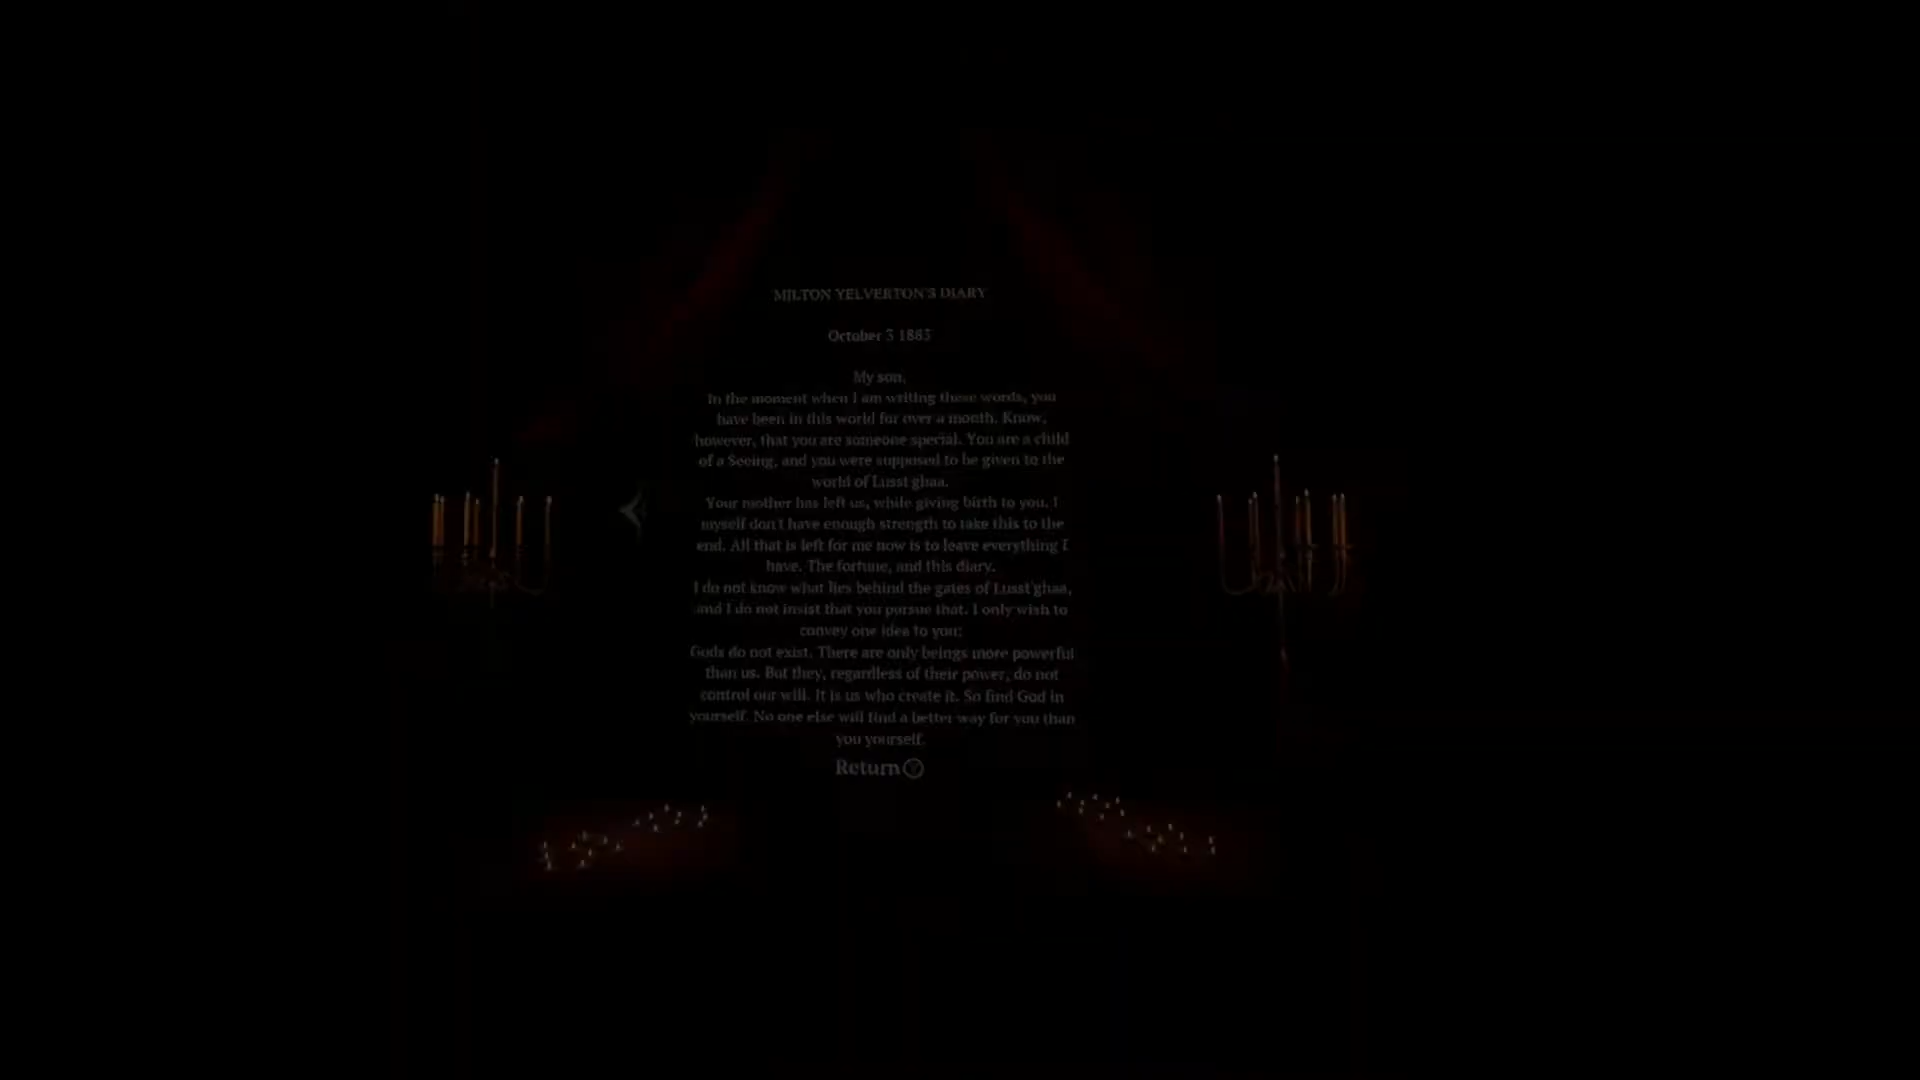 MILTON YELVERTON'S DIARY
October 3 1883
My son,
In the moment when I am writing these words, you
have been in this world for over a month. Know,
however, that you are someone special. You are a child
of a Seeing, and you were supposed to be given to the
world of Lusst'ghaa.
Your mother has left us, while giving birth to you. I
myself don't have enough strength to take this to the
end. All that is left for me now is to leave everything I
have. The fortune, and this diary.
I do not know what lies behind the gates of Lusst'ghaa,
and I do not insist that you pursue that. I only wish to
convey one idea to you:
Gods do not exist. There are only beings more powerful
than us. But they, regardless of their power, do not
control our will. It is us who create it. So find God in
yourself. No one else will find a better way for you than
you yourself.
Return Y